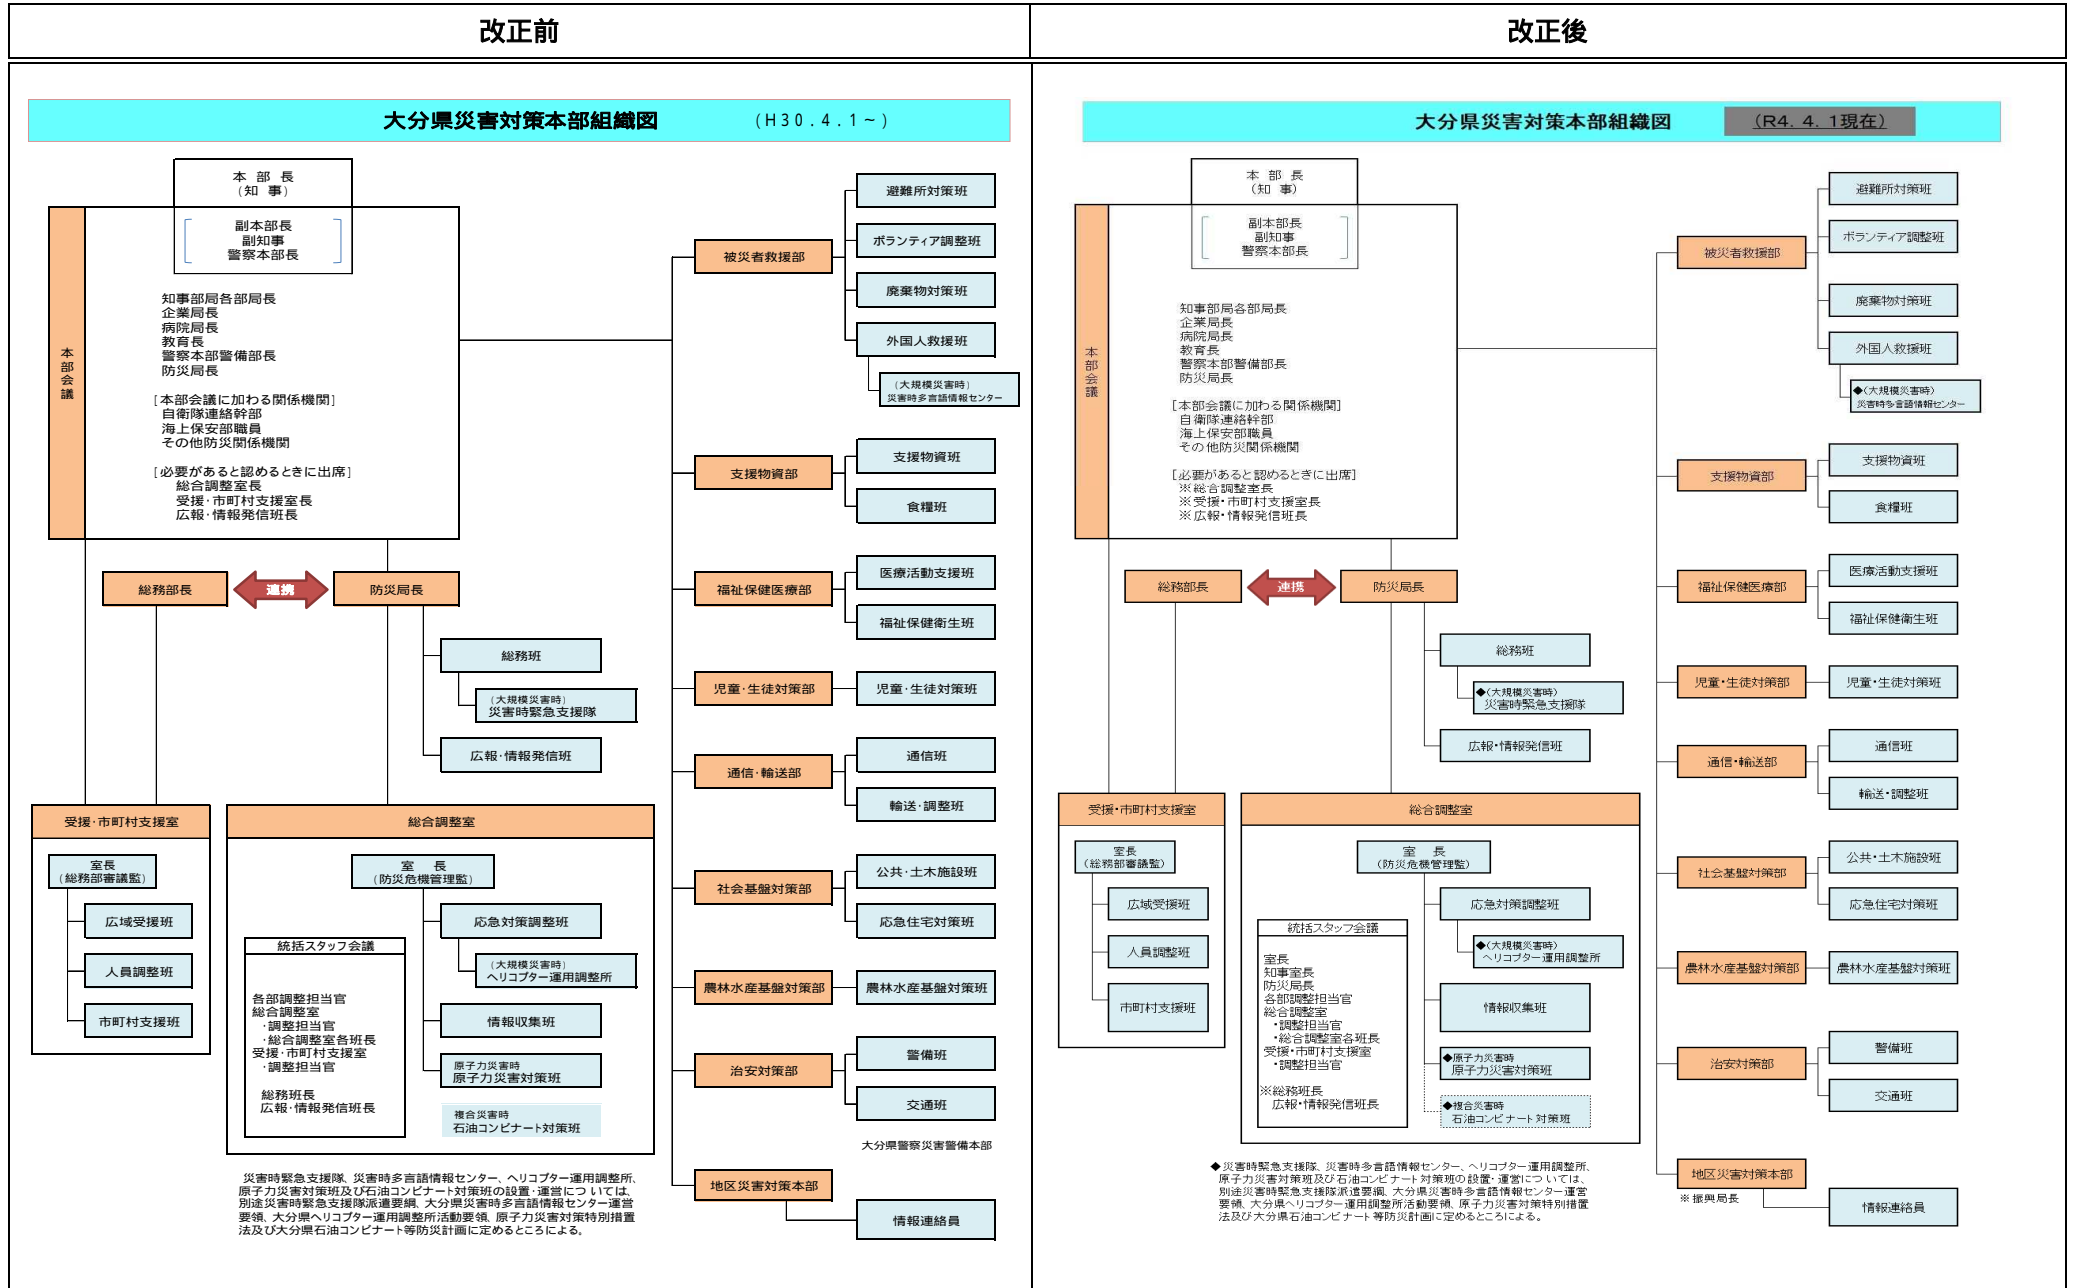 改正前
改正後
大分県災害対策本部組織図 (H30.4.1~)
本 部 長
(知 事)
副本部長
副知事
警察本部長
本部会議
知事部局各部局長
企業局長
病院局長
教育長
警察本部警備部長
防災局長
[本部会議に加わる関係機関]
自衛隊連絡幹部
海上保安部職員
その他防災関係機関
[必要があると認めるときに出席]
総合調整室長
受援・市町村支援室長
広報・情報発信班長
総務部長
連携
防災局長
総務班
(大規模災害時)
災害時緊急支援隊
広報・情報発信班
受援・市町村支援室
室長
(総務部審議監)
広域受援班
人員調整班
市町村支援班
総合調整室
室 長
(防災危機管理監)
応急対策調整班
(大規模災害時)
ヘリコプター運用調整所
情報収集班
原子力災害時
原子力災害対策班
複合災害時
石油コンビナート対策班
統括スタッフ会議
各部調整担当官
総合調整室
・調整担当官
・総合調整室各班長
受援・市町村支援室
・調整担当官
総務班長
広報・情報発信班長
災害時緊急支援隊、災害時多言語情報センター、ヘリコプター運用調整所、
原子力災害対策班及び石油コンビナート対策班の設置・運営については、
別途災害時緊急支援隊派遣要綱、大分県災害時多言語情報センター運営
要領、大分県ヘリコプター運用調整所活動要領、原子力災害対策特別措置
法及び大分県石油コンビナート等防災計画に定めるところによる。
被災者救援部
避難所対策班
ボランティア調整班
廃棄物対策班
外国人救援班
(大規模災害時)
災害時多言語情報センター
支援物資部
支援物資班
食糧班
福祉保健医療部
医療活動支援班
福祉保健衛生班
児童・生徒対策部
児童・生徒対策班
通信・輸送部
通信班
輸送・調整班
社会基盤対策部
公共・土木施設班
応急住宅対策班
農林水産基盤対策部
農林水産基盤対策班
治安対策部
警備班
交通班
大分県警察災害警備本部
地区災害対策本部
情報連絡員
大分県災害対策本部組織図 (R4.4.1現在)
本 部 長
(知 事)
副本部長
副知事
警察本部長
本部会議
知事部局各部局長
企業局長
病院局長
教育長
警察本部警備部長
防災局長
[本部会議に加わる関係機関]
自衛隊連絡幹部
海上保安部職員
その他防災関係機関
[必要があると認めるときに出席]
※総合調整室長
※受援・市町村支援室長
※広報・情報発信班長
総務部長
連携
防災局長
総務班
◆(大規模災害時)
災害時緊急支援隊
広報・情報発信班
受援・市町村支援室
室長
(総務部審議監)
広域受援班
人員調整班
市町村支援班
総合調整室
室 長
(防災危機管理監)
応急対策調整班
◆(大規模災害時)
ヘリコプター運用調整所
情報収集班
◆原子力災害時
原子力災害対策班
◆複合災害時
石油コンビナート対策班
統括スタッフ会議
室長
知事室長
防災局長
各部調整担当官
総合調整室
・調整担当官
・総合調整室各班長
受援・市町村支援室
・調整担当官
※総務班長
広報・情報発信班長
◆災害時緊急支援隊、災害時多言語情報センター、ヘリコプター運用調整所、
原子力災害対策班及び石油コンビナート対策班の設置・運営については、
別途災害時緊急支援隊派遣要綱、大分県災害時多言語情報センター運営
要領、大分県ヘリコプター運用調整所活動要領、原子力災害対策特別措置
法及び大分県石油コンビナート等防災計画に定めるところによる。
被災者救援部
避難所対策班
ボランティア調整班
廃棄物対策班
外国人救援班
◆(大規模災害時)
災害時多言語情報センター
支援物資部
支援物資班
食糧班
福祉保健医療部
医療活動支援班
福祉保健衛生班
児童・生徒対策部
児童・生徒対策班
通信・輸送部
通信班
輸送・調整班
社会基盤対策部
公共・土木施設班
応急住宅対策班
農林水産基盤対策部
農林水産基盤対策班
治安対策部
警備班
交通班
地区災害対策本部
※振興局長
情報連絡員